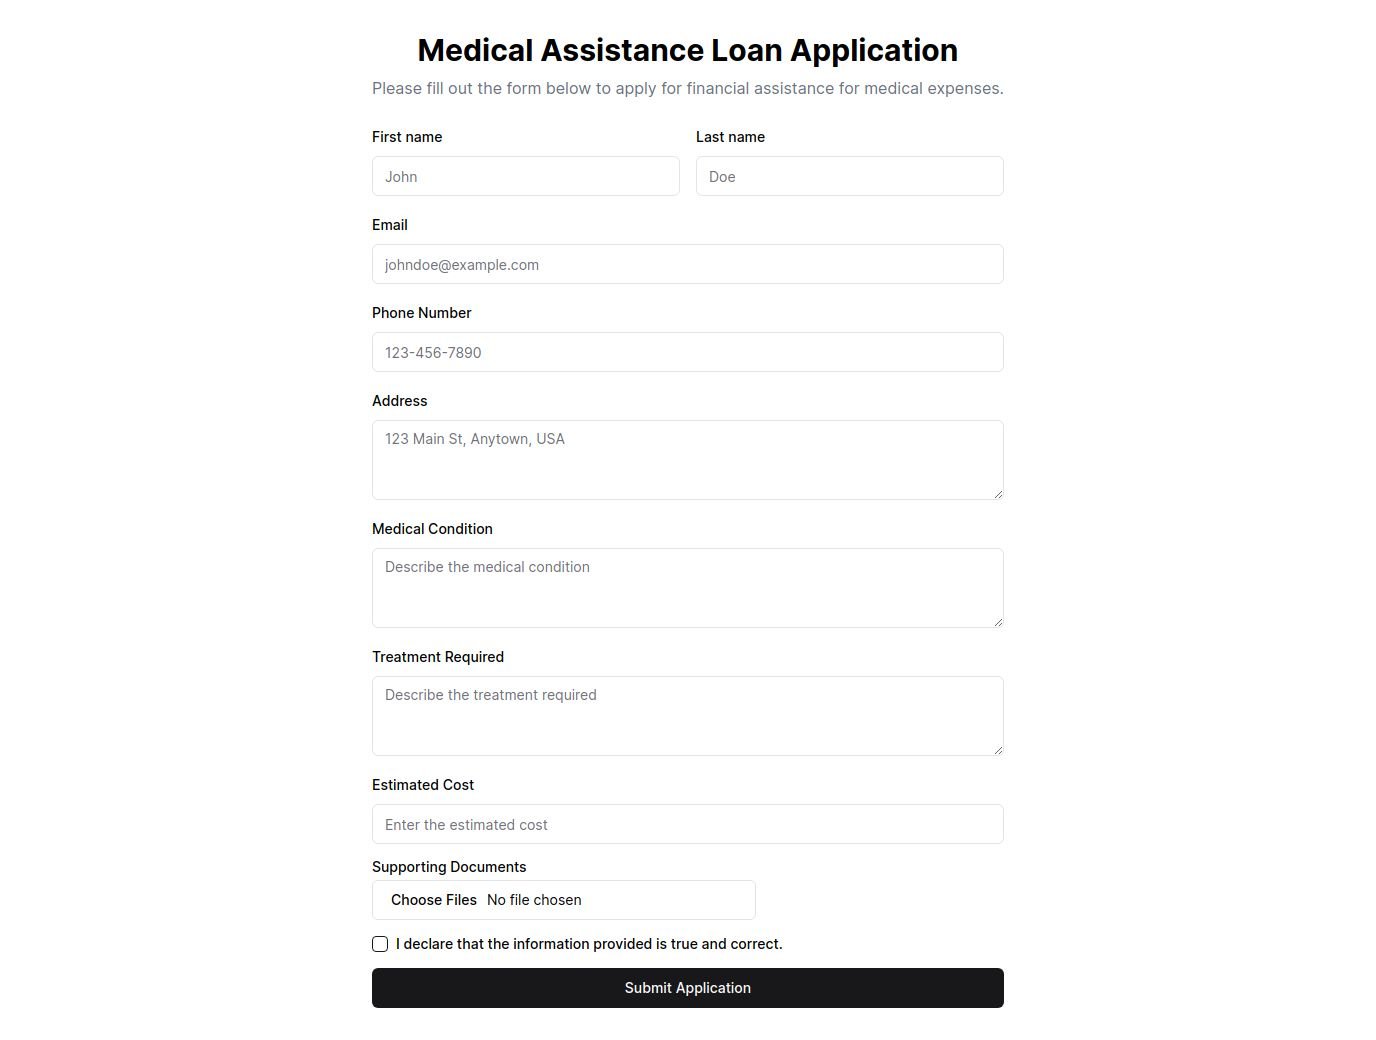 Medical Assistance Loan Application
Please fill out the form below to apply for financial assistance for medical expenses.
First name
Last name
John
Doe
Email
johndoe@example.com
Phone Number
123-456-7890
Address
123 Main St, Anytown, USA
Medical Condition
Describe the medical condition
Treatment Required
Describe the treatment required
Estimated Cost
Enter the estimated cost
Supporting Documents
Choose Files No file chosen
I declare that the information provided is true and correct.
Submit Application